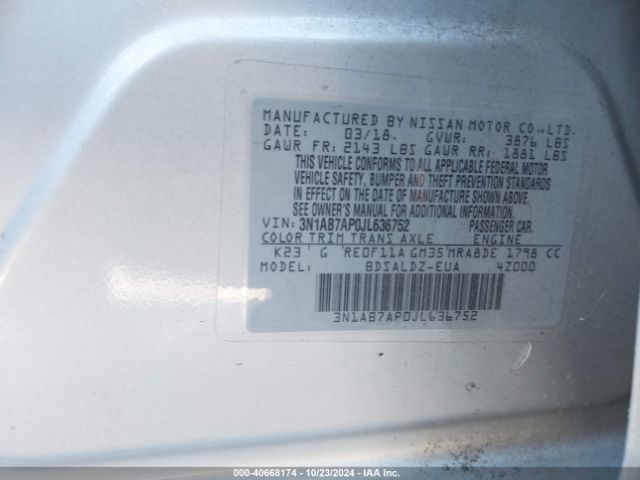 MANUFACTURED BY NISSAN MOTOR CO.,LTD.
DATE: 03/18. GVWR: 3876 LBS
GAWR FR: 2143 LBS GAWR RR: 1881 LBS
THIS VEHICLE CONFORMS TO ALL APPLICABLE FEDERAL MOTOR
VEHICLE SAFETY, BUMPER AND THEFT PREVENTION STANDARDS
IN EFFECT ON THE DATE OF MANUFACTURE SHOWN ABOVE.
SEE OWNER'S MANUAL FOR ADDITIONAL INFORMATION.
VIN: 3N1AB7AP0JL636752 PASSENGER CAR.
COLOR TRIM TRANS AXLE ENGINE
K23 G RE0F11A GM35 MRA8DE 1798 CC
MODEL: BDSALDZ-EUA 4Z000
3N1AB7AP0JL636752
000-40668174 | 10/23/2024 | IAA Inc.